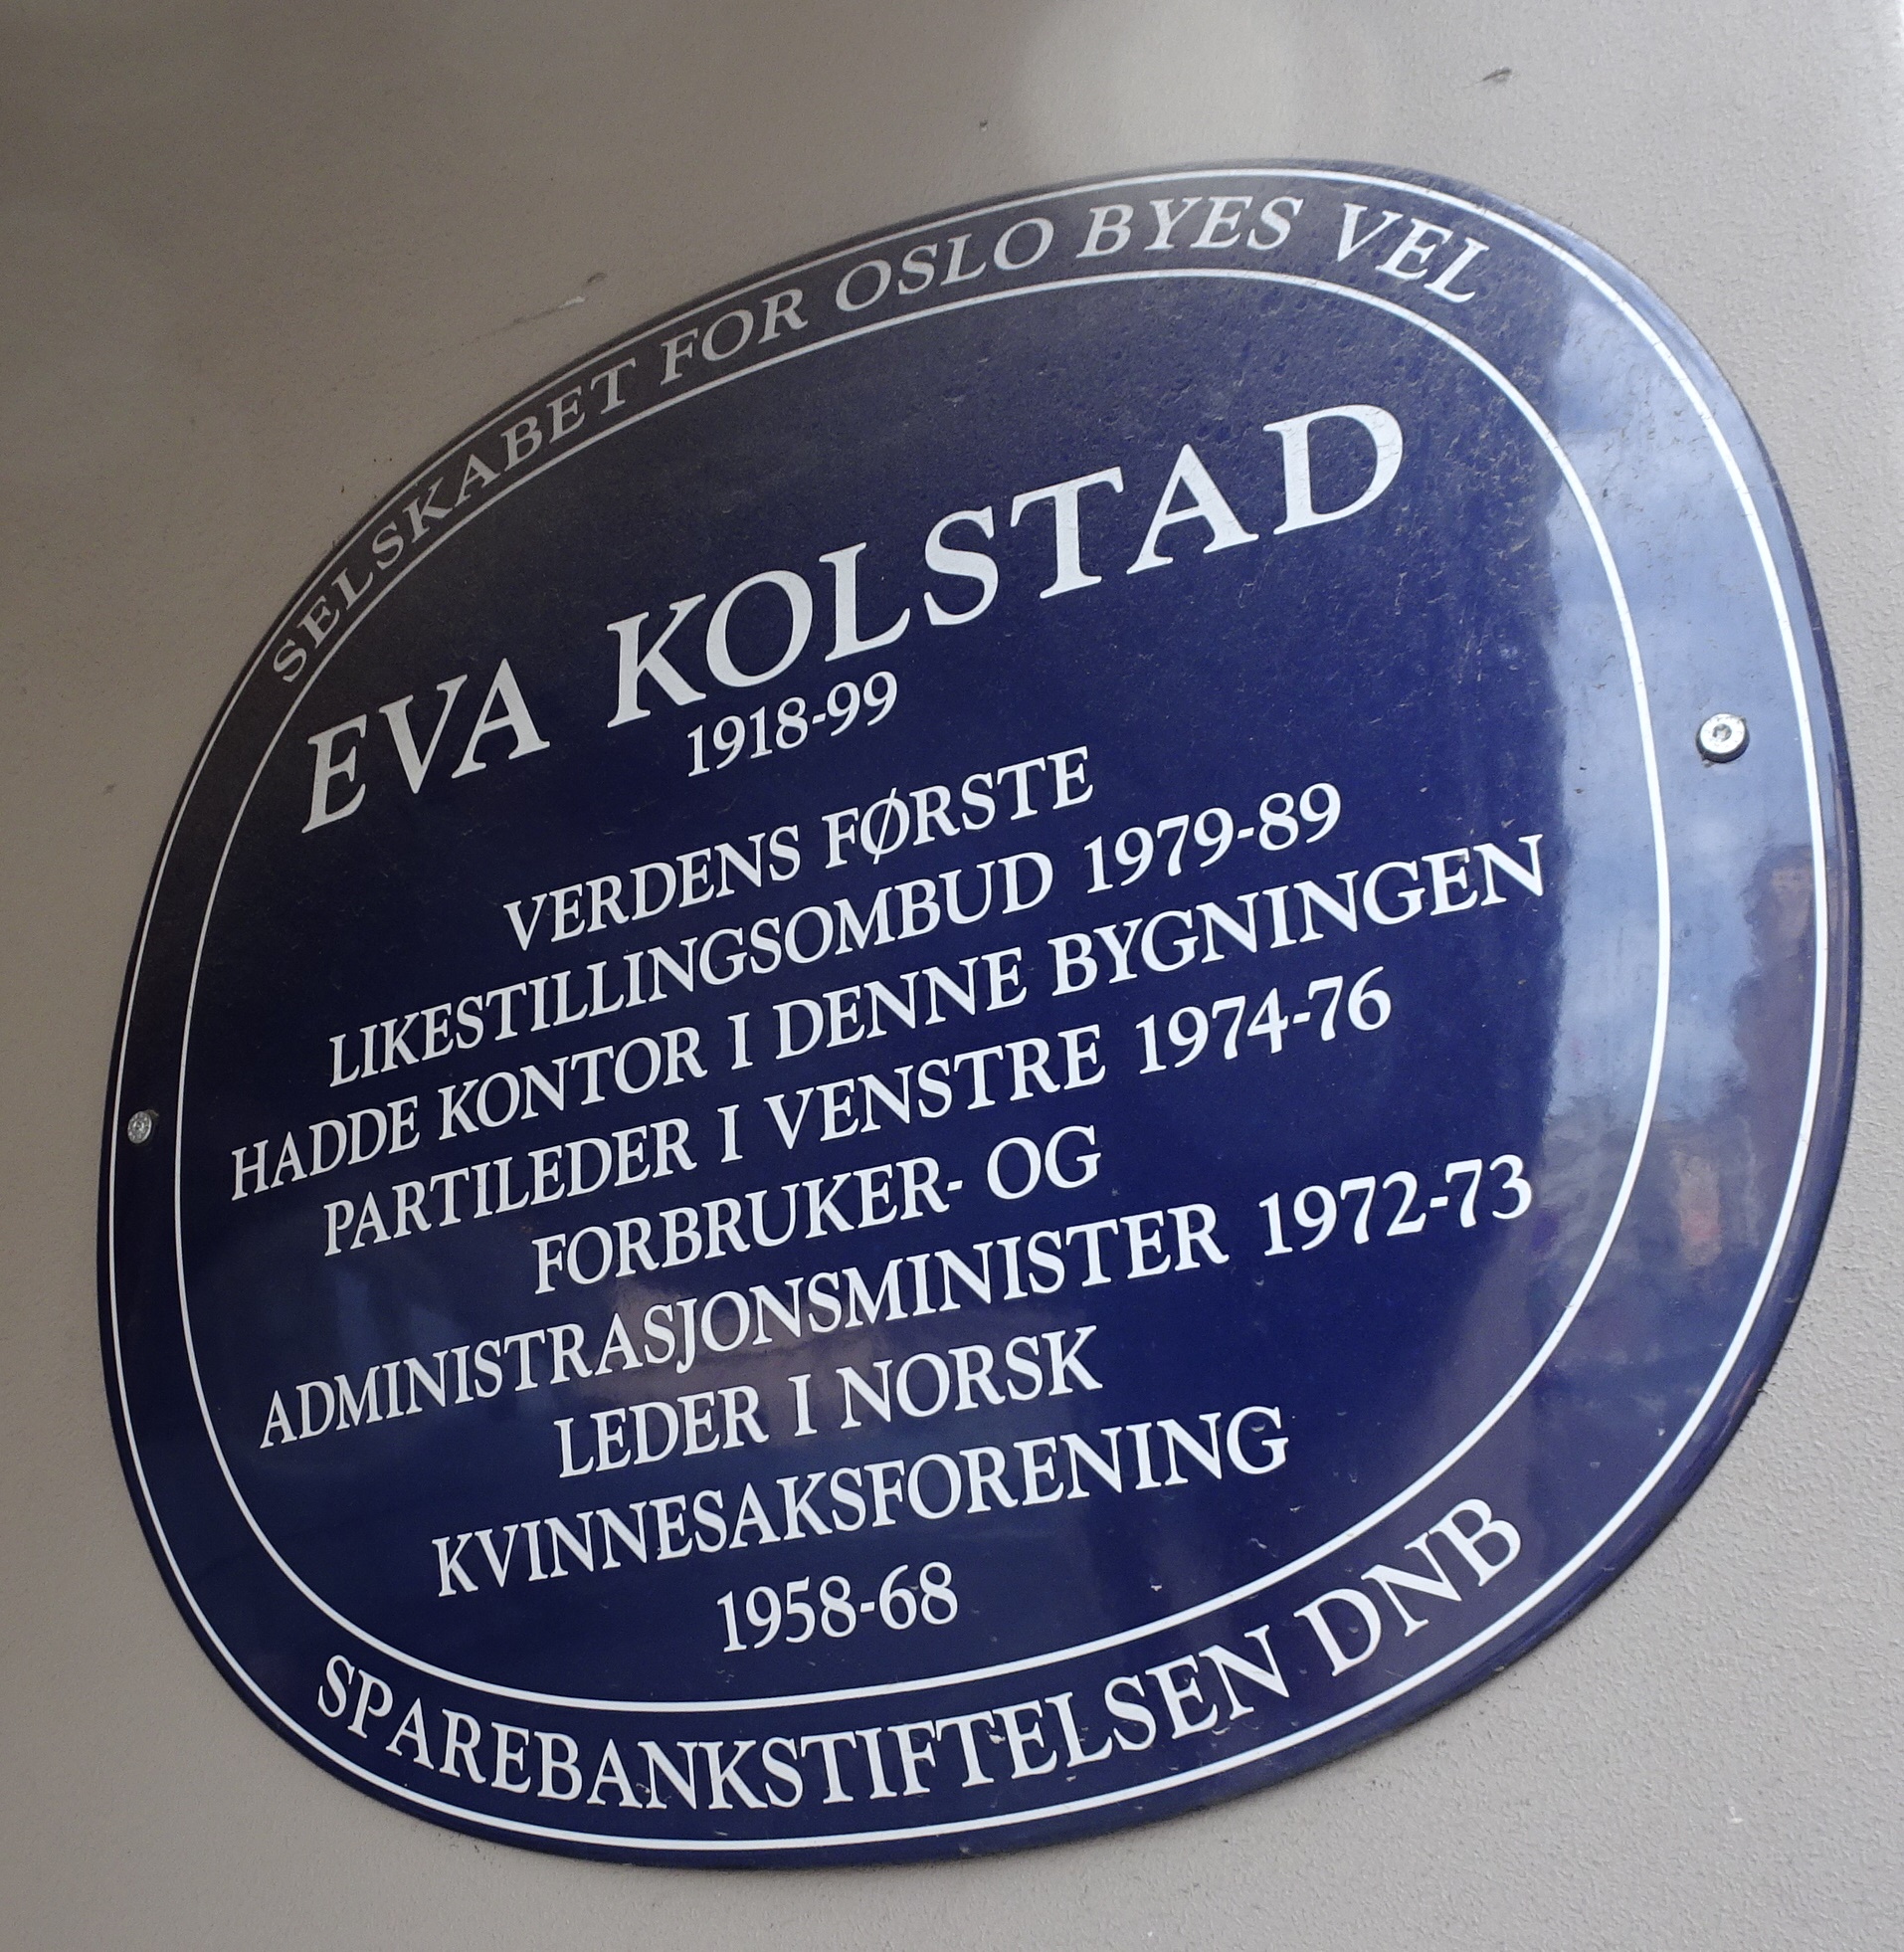 SELSKABET FOR OSLO BYES VEL
EVA KOLSTAD
1918-99
VERDENS FØRSTE
LIKESTILLINGSOMBUD 1979-89
HADDE KONTOR I DENNE BYGNINGEN
PARTILEDER I VENSTRE 1974-76
FORBRUKER- OG
ADMINISTRASJONSMINISTER 1972-73
LEDER I NORSK
KVINNESAKSFORENING
1958-68
SPAREBANKSTIFTELSEN DNB